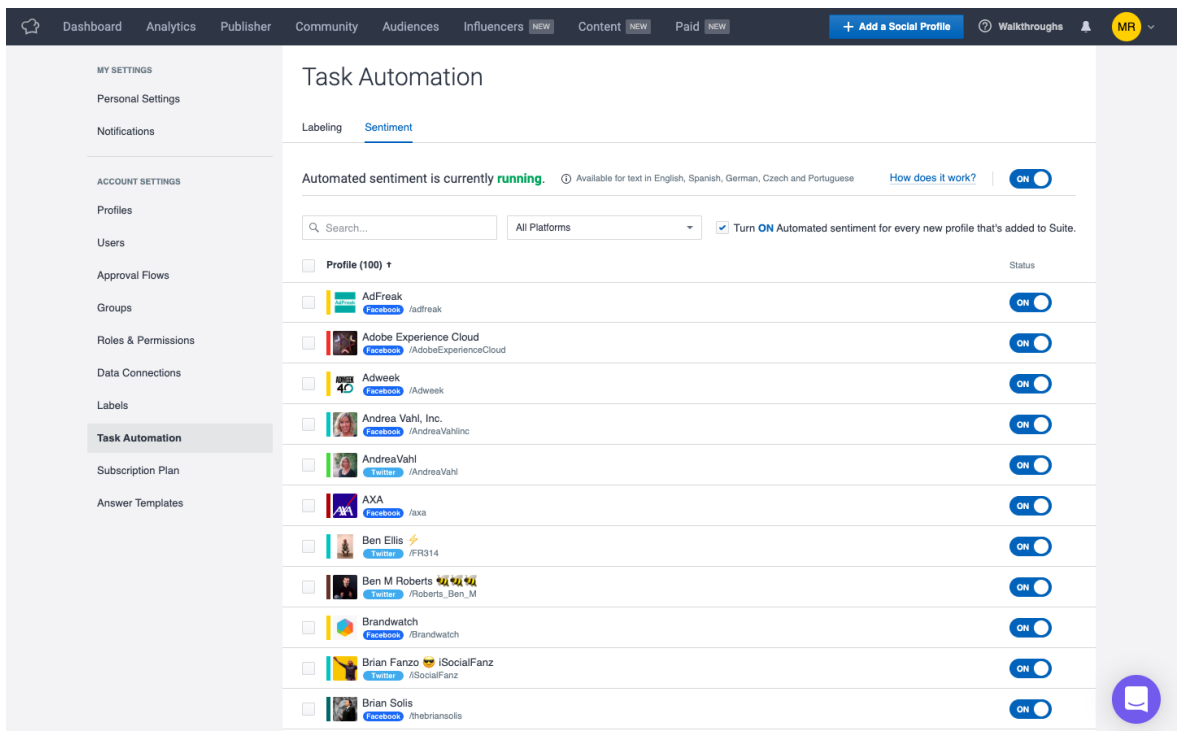 Dashboard Analytics Publisher Community Audiences Influencers NEW Content NEW Paid NEW + Add a Social Profile Walkthroughs MR
MY SETTINGS
Personal Settings
Notifications
ACCOUNT SETTINGS
Profiles
Users
Approval Flows
Groups
Roles & Permissions
Data Connections
Labels
Task Automation
Subscription Plan
Answer Templates
Task Automation
Labeling Sentiment
Automated sentiment is currently running. Available for text in English, Spanish, German, Czech and Portuguese How does it work? ON
Search... All Platforms Turn ON Automated sentiment for every new profile that's added to Suite.
Profile (100) ↑ Status
AdFreak
Facebook /adfreak ON
Adobe Experience Cloud
Facebook /AdobeExperienceCloud ON
Adweek
Facebook /Adweek ON
Andrea Vahl, Inc.
Facebook /AndreaVahlinc ON
AndreaVahl
Twitter /AndreaVahl ON
AXA
Facebook /axa ON
Ben Ellis ⚡
Twitter /FR314 ON
Ben M Roberts 🐝🐝🐝
Twitter /Roberts_Ben_M ON
Brandwatch
Facebook /Brandwatch ON
Brian Fanzo 😎 iSocialFanz
Twitter /iSocialFanz ON
Brian Solis
Facebook /thebriansolis ON